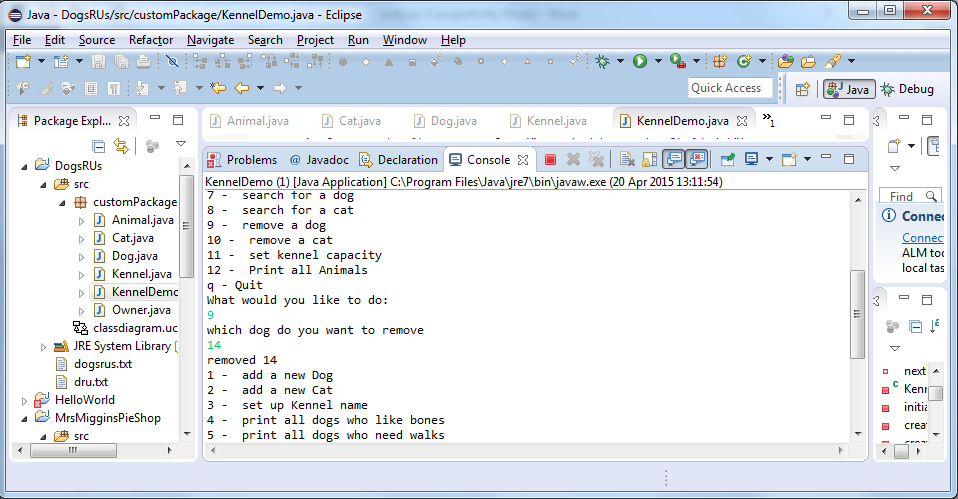 Java - DogsRUs/src/customPackage/KennelDemo.java - Eclipse
File Edit Source Refactor Navigate Search Project Run Window Help
Quick Access
Java
Debug
Package Expl...
DogsRUs
src
customPackage
Animal.java
Cat.java
Dog.java
Kennel.java
KennelDemo
Owner.java
classdiagram.uc
JRE System Library [
dogsrus.txt
dru.txt
HelloWorld
MrsMigginsPieShop
src
Animal.java
Cat.java
Dog.java
Kennel.java
KennelDemo.java
»1
Problems
@ Javadoc
Declaration
Console
KennelDemo (1) [Java Application] C:\Program Files\Java\jre7\bin\javaw.exe (20 Apr 2015 13:11:54)
7 -  search for a dog
8 -  search for a cat
9 -  remove a dog
10 -  remove a cat
11 -  set kennel capacity
12 -  Print all Animals
q - Quit
What would you like to do:
9
which dog do you want to remove
14
removed 14
1 -  add a new Dog
2 -  add a new Cat
3 -  set up Kennel name
4 -  print all dogs who like bones
5 -  print all dogs who need walks
Find
Connec
Connect
ALM too
local tas
next
Kenn
initia
creat